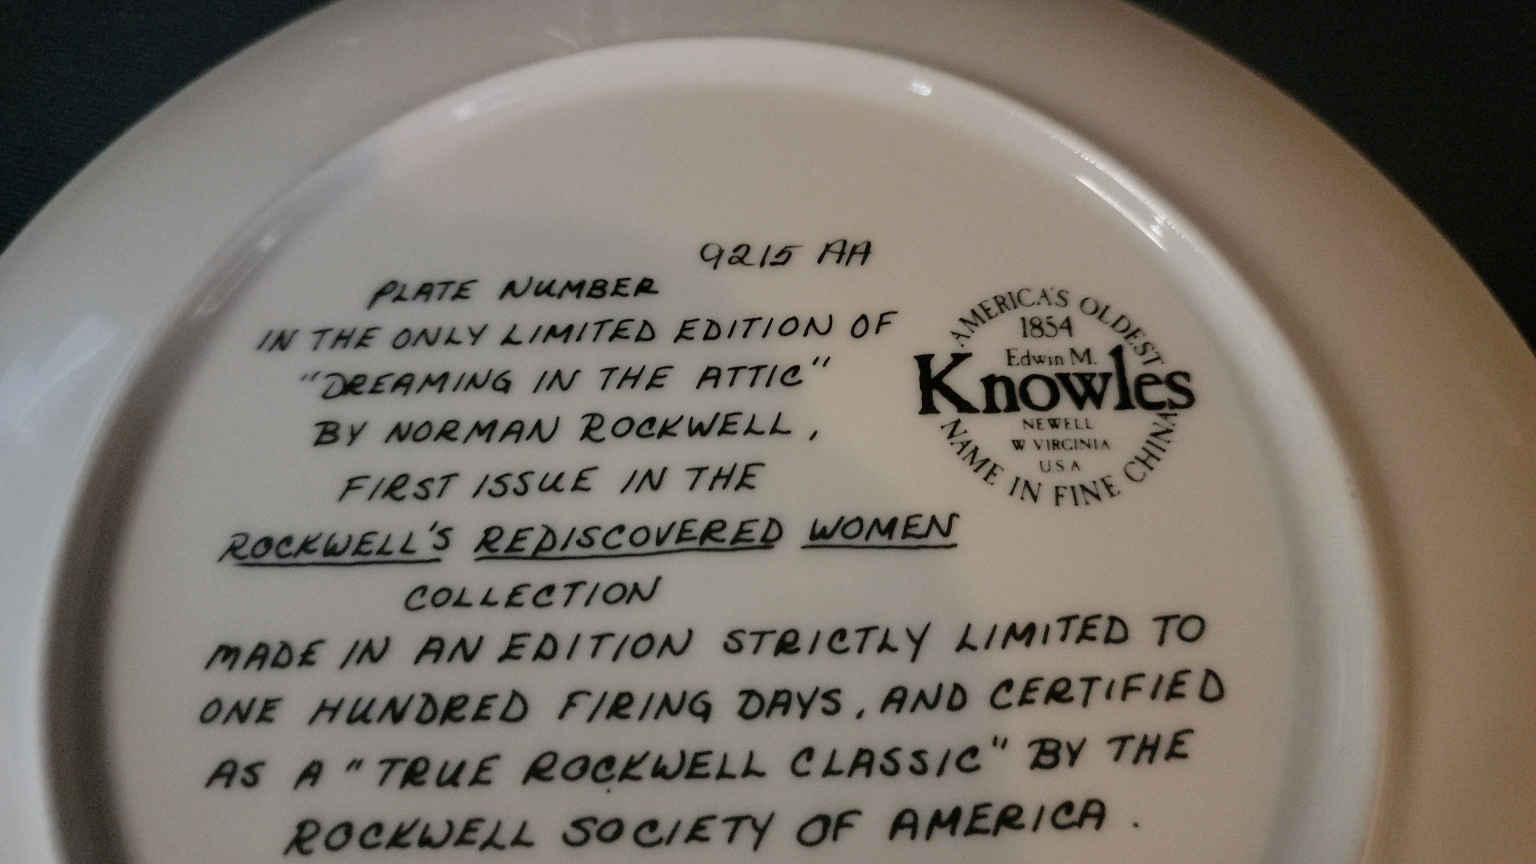 9215 AA
PLATE NUMBER
IN THE ONLY LIMITED EDITION OF
"DREAMING IN THE ATTIC"
BY NORMAN ROCKWELL,
FIRST ISSUE IN THE
ROCKWELL'S REDISCOVERED WOMEN
COLLECTION
MADE IN AN EDITION STRICTLY LIMITED TO
ONE HUNDRED FIRING DAYS, AND CERTIFIED
AS A "TRUE ROCKWELL CLASSIC" BY THE
ROCKWELL SOCIETY OF AMERICA.
AMERICA'S OLDEST
1854
Edwin M.
Knowles
NEWELL
W VIRGINIA
USA
NAME IN FINE CHINA